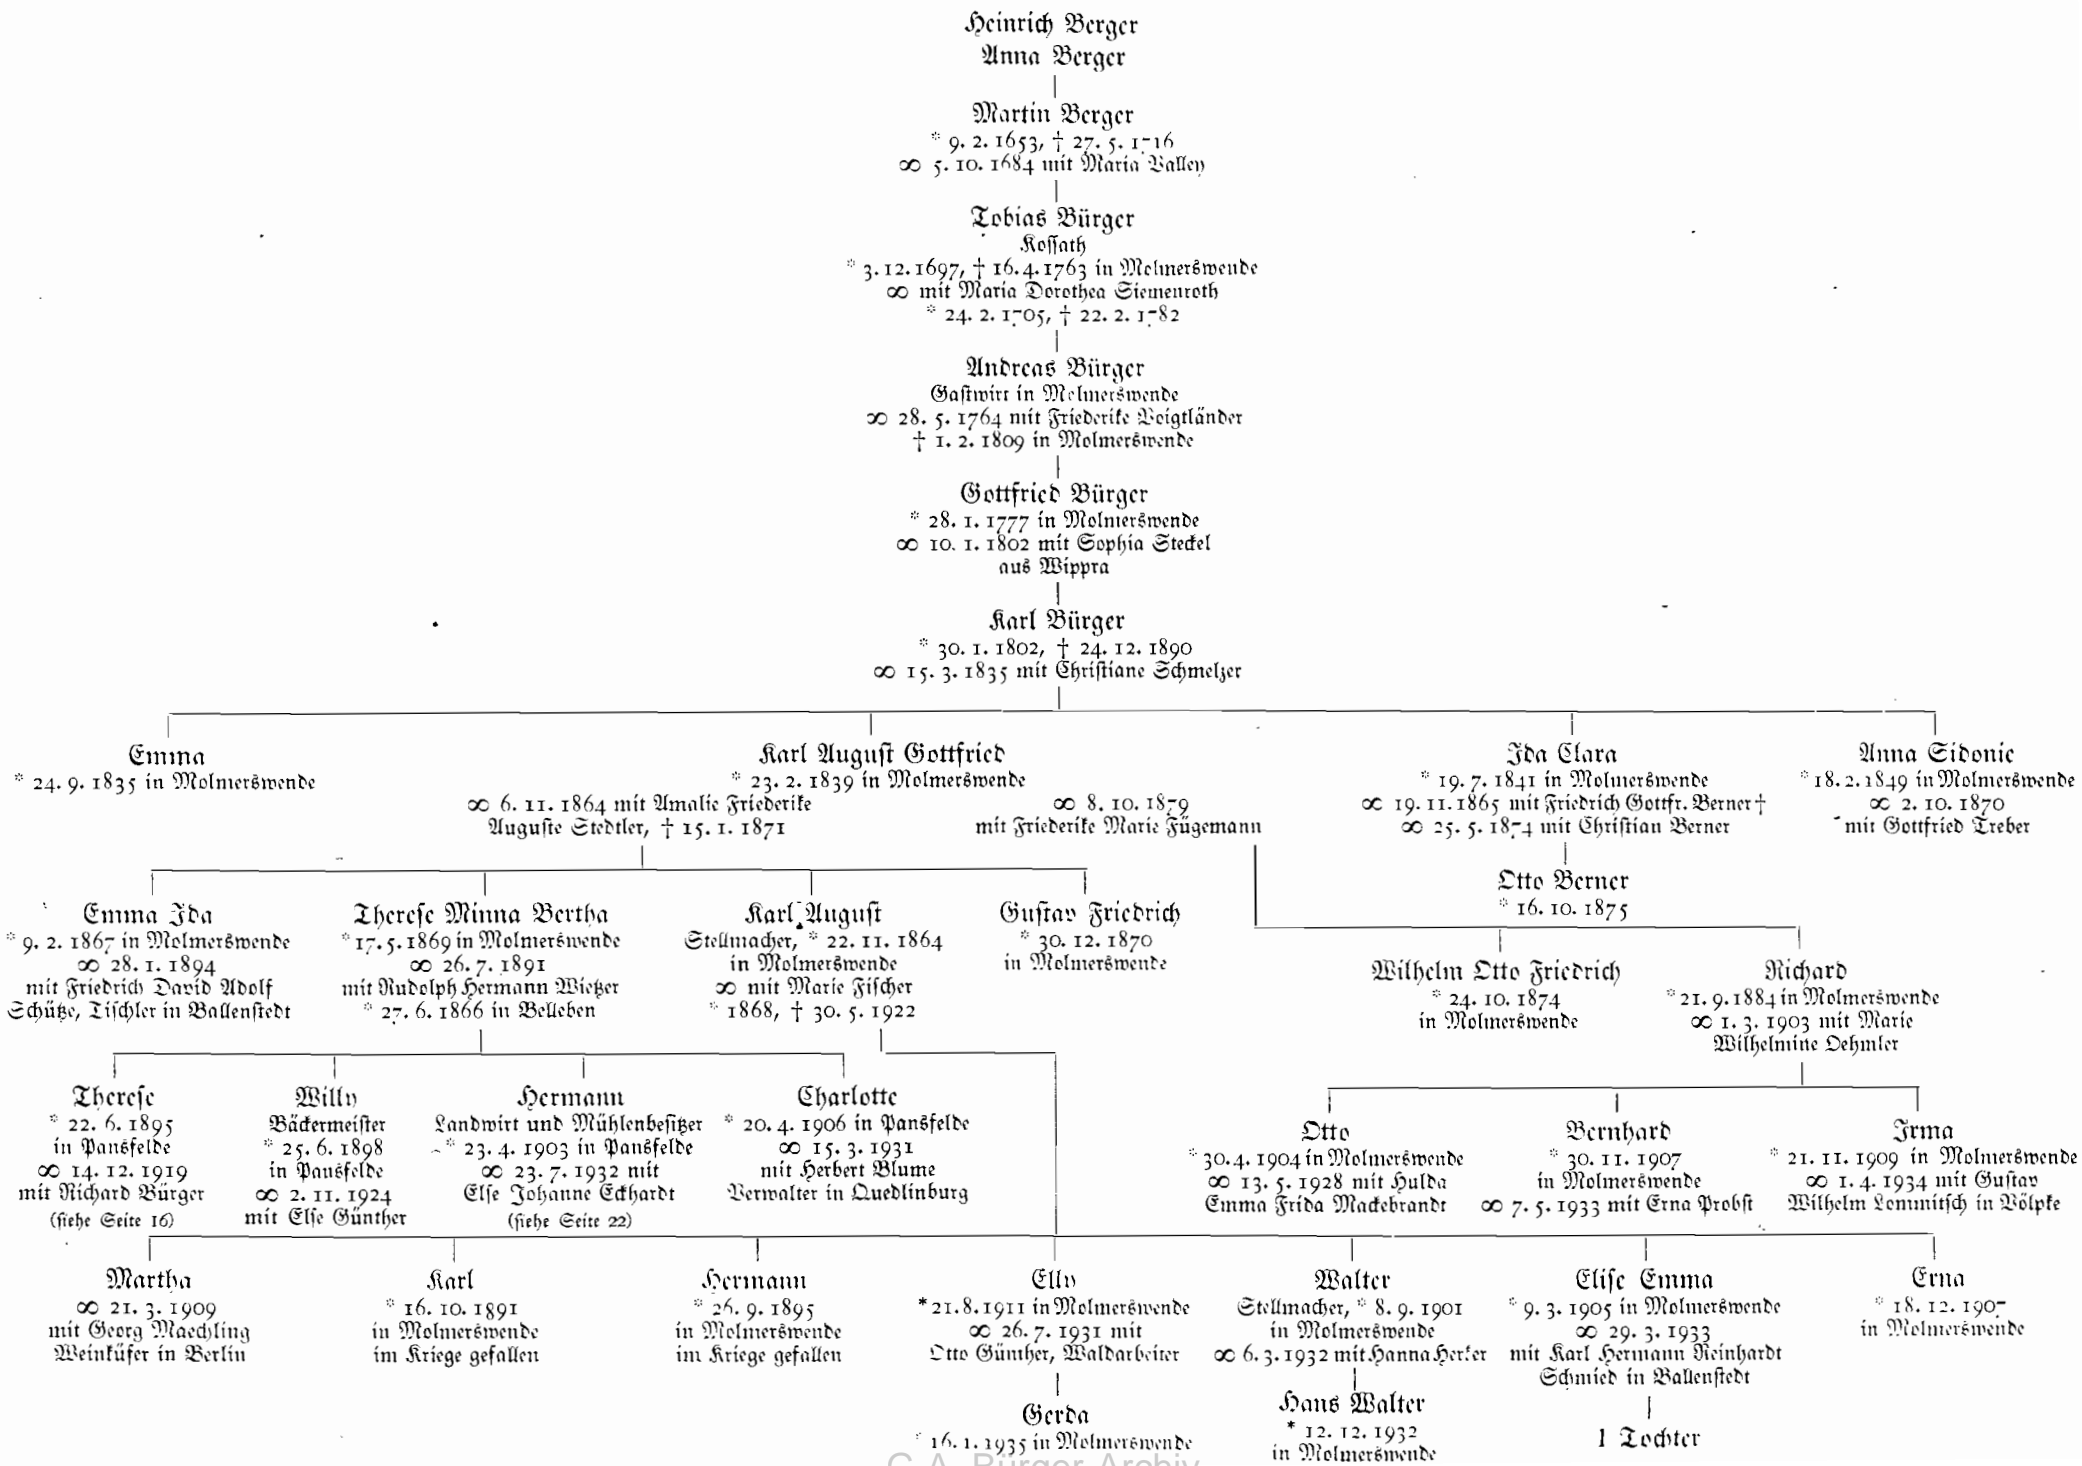 Heinrich Berger
Anna Berger
Martin Berger
* 9. 2. 1653, † 27. 5. 1716
∞ 5. 10. 1684 mit Maria Valley
Tobias Bürger
Kossath
* 3. 12. 1697, † 16. 4. 1763 in Molmerswende
∞ mit Maria Dorothea Siemenroth
* 24. 2. 1705, † 22. 2. 1782
Andreas Bürger
Gastwirt in Molmerswende
∞ 28. 5. 1764 mit Friederike Voigtländer
† 1. 2. 1809 in Molmerswende
Gottfried Bürger
* 28. 1. 1777 in Molmerswende
∞ 10. 1. 1802 mit Sophia Steckel
aus Wippra
Karl Bürger
* 30. 1. 1802, † 24. 12. 1890
∞ 15. 3. 1835 mit Christiane Schmelzer
Emma
* 24. 9. 1835 in Molmerswende
Karl August Gottfried
* 23. 2. 1839 in Molmerswende
∞ 6. 11. 1864 mit Amalie Friederike
Auguste Stedtler, † 15. 1. 1871
∞ 8. 10. 1879
mit Friederike Marie Fügemann
Ida Clara
* 19. 7. 1841 in Molmerswende
∞ 19. 11. 1865 mit Friedrich Gottfr. Berner †
∞ 25. 5. 1874 mit Christian Berner
Anna Sidonie
* 18. 2. 1849 in Molmerswende
∞ 2. 10. 1870
mit Gottfried Treber
Otto Berner
* 16. 10. 1875
Emma Ida
* 9. 2. 1867 in Molmerswende
∞ 28. 1. 1894
mit Friedrich David Adolf
Schütze, Tischler in Ballenstedt
Therese Minna Bertha
* 17. 5. 1869 in Molmerswende
∞ 26. 7. 1891
mit Rudolph Hermann Wietzer
* 27. 6. 1866 in Belleben
Karl August
Stellmacher, * 22. 11. 1864
in Molmerswende
∞ mit Marie Fischer
* 1868, † 30. 5. 1922
Gustav Friedrich
* 30. 12. 1870
in Molmerswende
Wilhelm Otto Friedrich
* 24. 10. 1874
in Molmerswende
Richard
* 21. 9. 1884 in Molmerswende
∞ 1. 3. 1903 mit Marie
Wilhelmine Oehmler
Therese
* 22. 6. 1895
in Pansfelde
∞ 14. 12. 1919
mit Richard Bürger
(siehe Seite 16)
Willy
Bäckermeister
* 25. 6. 1898
in Pansfelde
∞ 2. 11. 1924
mit Else Günther
Hermann
Landwirt und Mühlenbesitzer
* 23. 4. 1903 in Pansfelde
∞ 23. 7. 1932 mit
Else Johanne Eckhardt
(siehe Seite 22)
Charlotte
* 20. 4. 1906 in Pansfelde
∞ 15. 3. 1931
mit Herbert Blume
Verwalter in Quedlinburg
Otto
* 30. 4. 1904 in Molmerswende
∞ 13. 5. 1928 mit Hulda
Emma Frida Mackebrandt
Bernhard
* 30. 11. 1907
in Molmerswende
∞ 7. 5. 1933 mit Erna Probst
Irma
* 21. 11. 1909 in Molmerswende
∞ 1. 4. 1934 mit Gustav
Wilhelm Lommitsch in Völpke
Martha
∞ 21. 3. 1909
mit Georg Maechling
Weinküfer in Berlin
Karl
* 16. 10. 1891
in Molmerswende
im Kriege gefallen
Hermann
* 26. 9. 1895
in Molmerswende
im Kriege gefallen
Elly
* 21. 8. 1911 in Molmerswende
∞ 26. 7. 1931 mit
Otto Günther, Waldarbeiter
Walter
Stellmacher, * 8. 9. 1901
in Molmerswende
∞ 6. 3. 1932 mit Hanna Herker
Elise Emma
* 9. 3. 1905 in Molmerswende
∞ 29. 3. 1933
mit Karl Hermann Reinhardt
Schmied in Ballenstedt
Erna
* 18. 12. 1907
in Molmerswende
Gerda
* 16. 1. 1935 in Molmerswende
Hans Walter
* 12. 12. 1932
in Molmerswende
1 Tochter
G.A. Bürger-Archiv